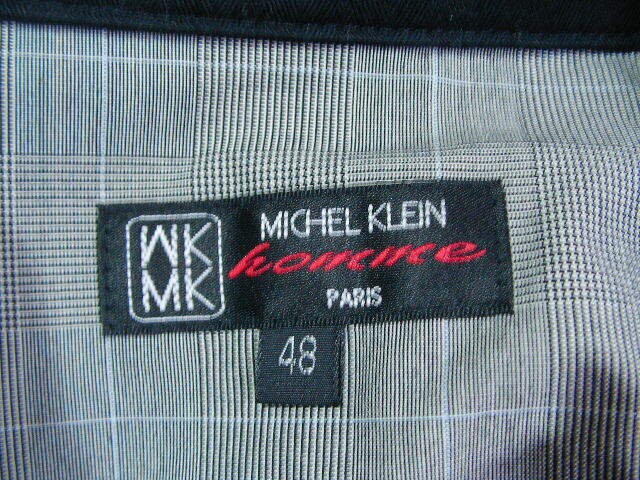 MK
MK
MICHEL KLEIN
homme
PARIS
48